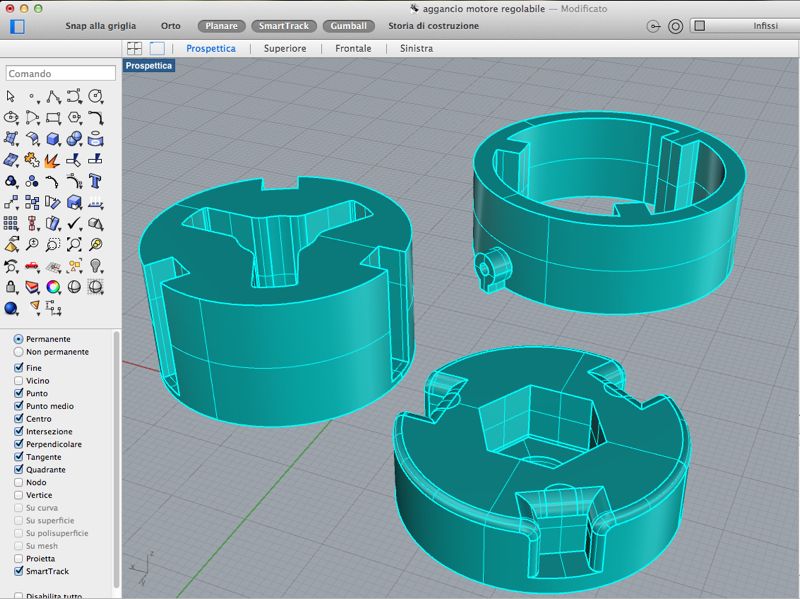 aggancio motore regolabile — Modificato
Snap alla griglia Orto Planare SmartTrack Gumball Storia di costruzione Infissi
Prospettica Superiore Frontale Sinistra
Prospettica
Comando
Permanente
Non permanente
Fine
Vicino
Punto
Punto medio
Centro
Intersezione
Perpendicolare
Tangente
Quadrante
Nodo
Vertice
Su curva
Su superficie
Su polisuperficie
Su mesh
Proietta
SmartTrack
Disabilita tutto
z
x
y